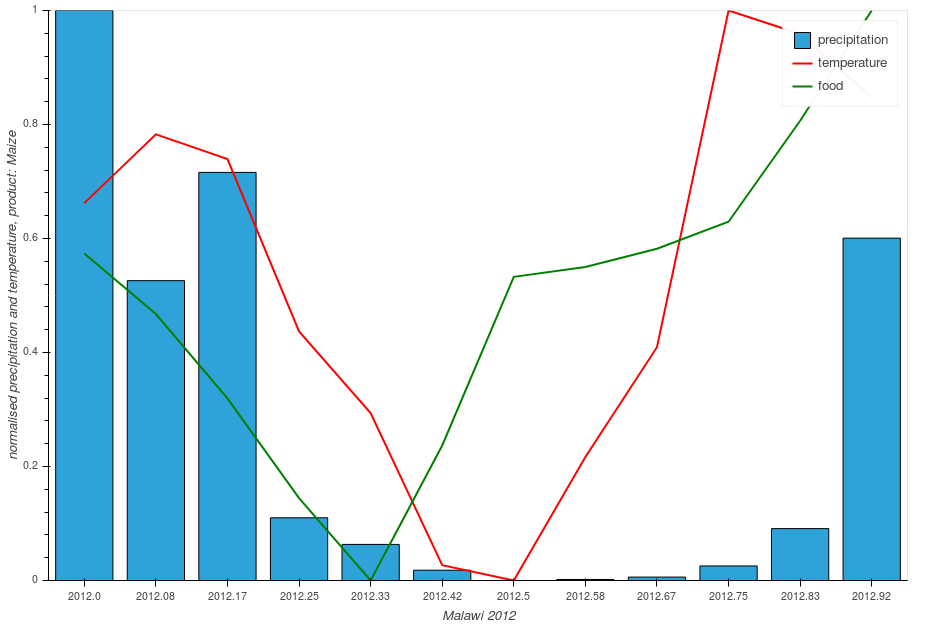 1
0.8
0.6
0.4
0.2
0
normalised precipitation and temperature, product: Maize
precipitation
temperature
food
2012.0 2012.08 2012.17 2012.25 2012.33 2012.42 2012.5 2012.58 2012.67 2012.75 2012.83 2012.92
Malawi 2012